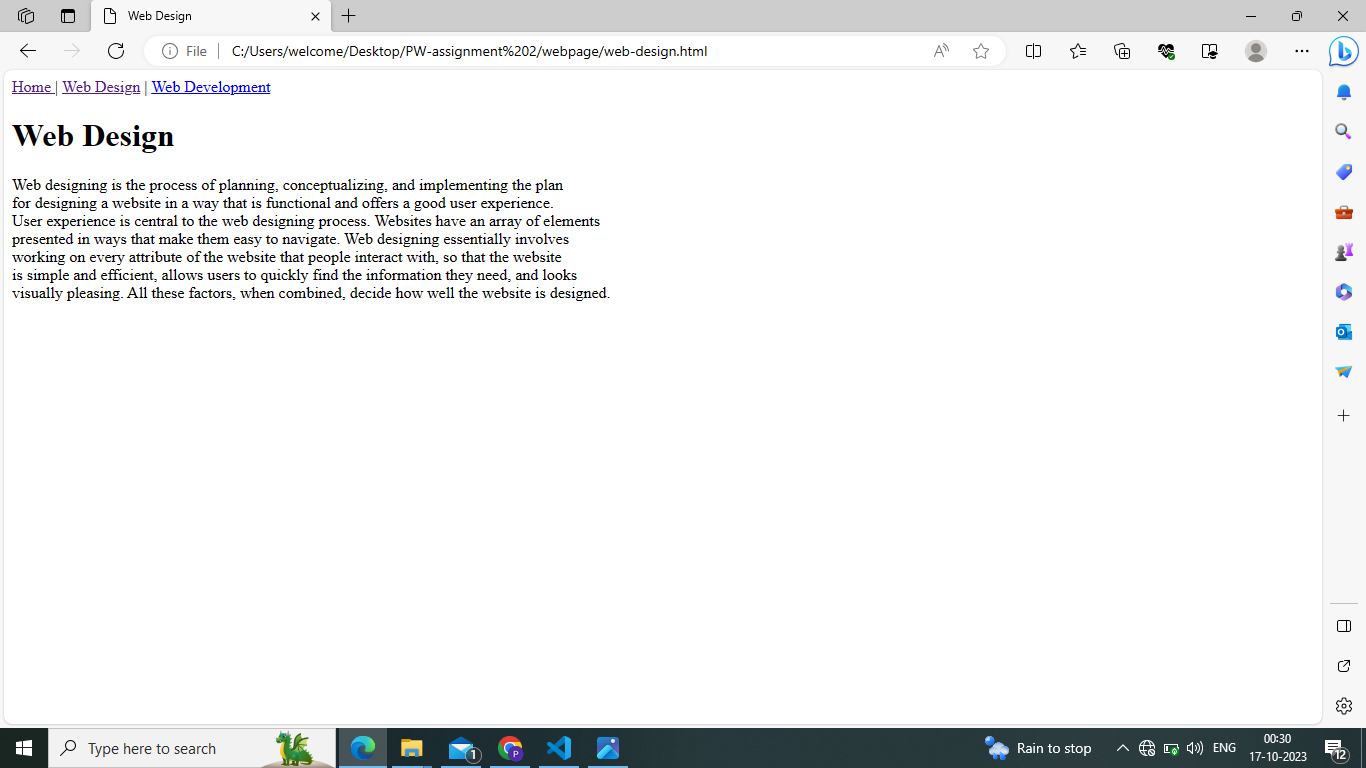 Web Design
File
C:/Users/welcome/Desktop/PW-assignment%202/webpage/web-design.html
Home | Web Design | Web Development
Web Design
Web designing is the process of planning, conceptualizing, and implementing the plan
for designing a website in a way that is functional and offers a good user experience.
User experience is central to the web designing process. Websites have an array of elements
presented in ways that make them easy to navigate. Web designing essentially involves
working on every attribute of the website that people interact with, so that the website
is simple and efficient, allows users to quickly find the information they need, and looks
visually pleasing. All these factors, when combined, decide how well the website is designed.
Type here to search
1
P
Rain to stop
ENG
00:30
17-10-2023
12